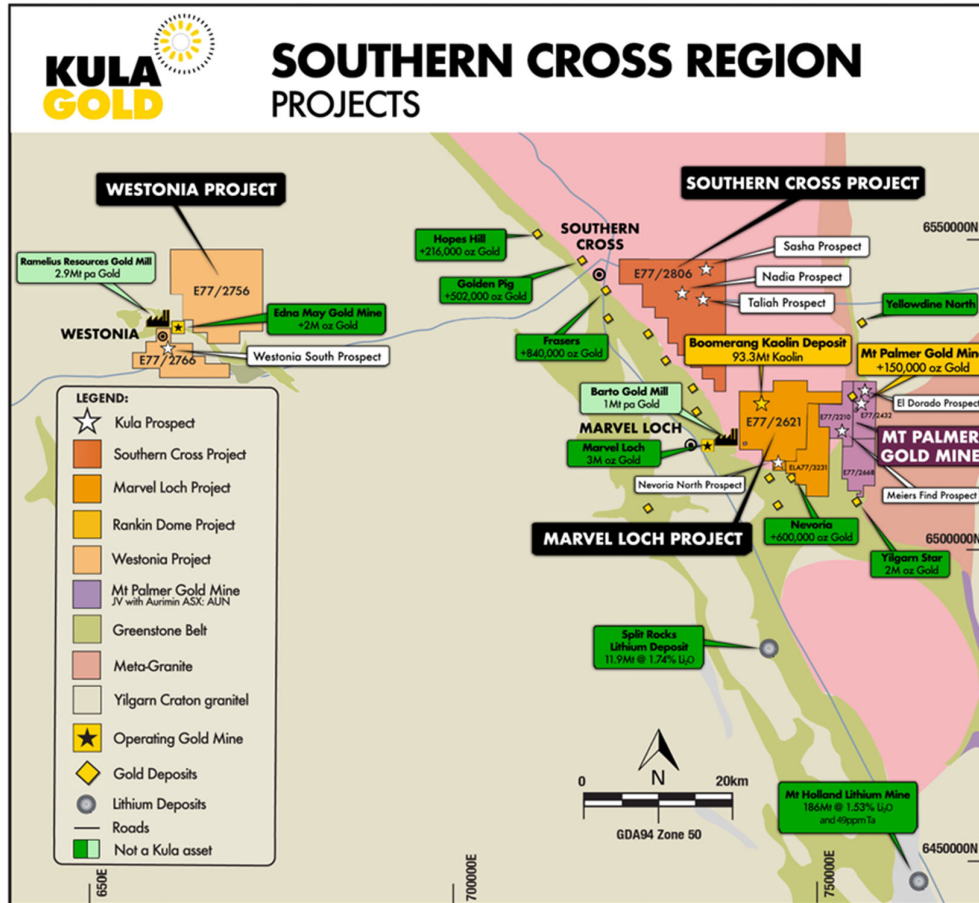 KULA
GOLD
SOUTHERN CROSS REGION
PROJECTS
WESTONIA PROJECT
SOUTHERN CROSS PROJECT
6550000N
Hopes Hill
+216,000 oz Gold
SOUTHERN
CROSS
Sasha Prospect
Ramelius Resources Gold Mill
2.9Mt pa Gold
E77/2756
E77/2806
Nadia Prospect
Golden Pig
+502,000 oz Gold
Taliah Prospect
Yellowdine North
Edna May Gold Mine
+2M oz Gold
WESTONIA
Frasers
+840,000 oz Gold
Boomerang Kaolin Deposit
93.3Mt Kaolin
Mt Palmer Gold Min
+150,000 oz Gold
E77/2766
Westonia South Prospect
Barto Gold Mill
1Mt pa Gold
El Dorado Prospect
E77/2621
E77/2210
E77/2432
MARVEL LOCH
MT PALMER
GOLD MINE
Marvel Loch
3M oz Gold
E77/2668
ELA77/3231
Nevoria North Prospect
Meiers Find Prospect
MARVEL LOCH PROJECT
Nevoria
+600,000 oz Gold
6500000N
Yilgarn Star
2M oz Gold
LEGEND:
Kula Prospect
Southern Cross Project
Marvel Loch Project
Rankin Dome Project
Westonia Project
Mt Palmer Gold Mine
JV with Aurimin ASX: AUN
Greenstone Belt
Meta-Granite
Yilgarn Craton granitel
Operating Gold Mine
Gold Deposits
Lithium Deposits
Roads
Not a Kula asset
Split Rocks
Lithium Deposit
11.9Mt @ 1.74% Li₂O
0
20km
N
GDA94 Zone 50
Mt Holland Lithium Mine
186Mt @ 1.53% Li₂O
and 49ppm Ta
6450000N
650E
700000E
750000E